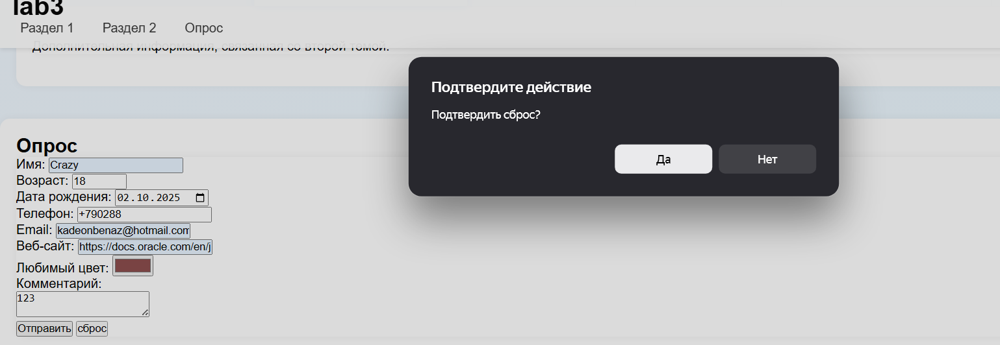 lab3
Раздел 1 Раздел 2 Опрос
Дополнительная информация, связанная со второй темой.
Подтвердите действие
Подтвердить сброс?
Да Нет
Опрос
Имя: Crazy
Возраст: 18
Дата рождения: 02.10.2025
Телефон: +790288
Email: kadeonbenaz@hotmail.com
Веб-сайт: https://docs.oracle.com/en/j
Любимый цвет:
Комментарий:
123
Отправить сброс